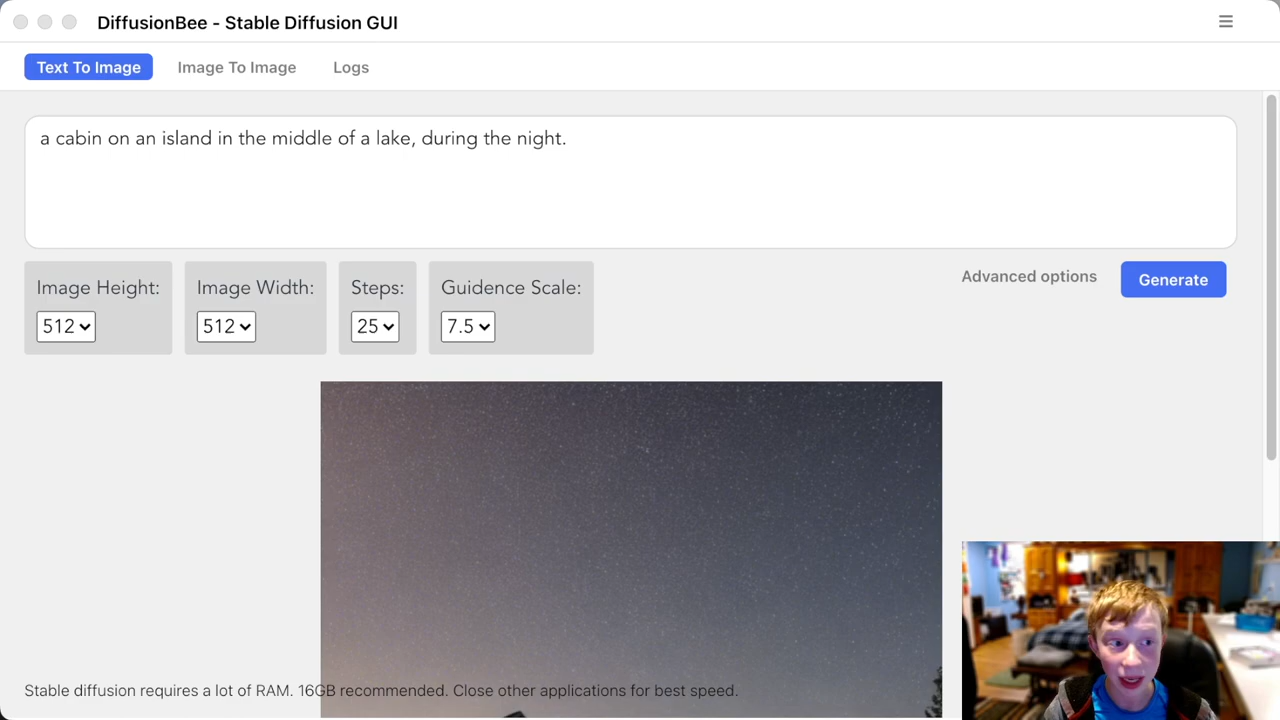 DiffusionBee - Stable Diffusion GUI
Text To Image
Image To Image
Logs
a cabin on an island in the middle of a lake, during the night.
Image Height:
Image Width:
Steps:
Guidence Scale:
Advanced options
Generate
512
512
25
7.5
Stable diffusion requires a lot of RAM. 16GB recommended. Close other applications for best speed.